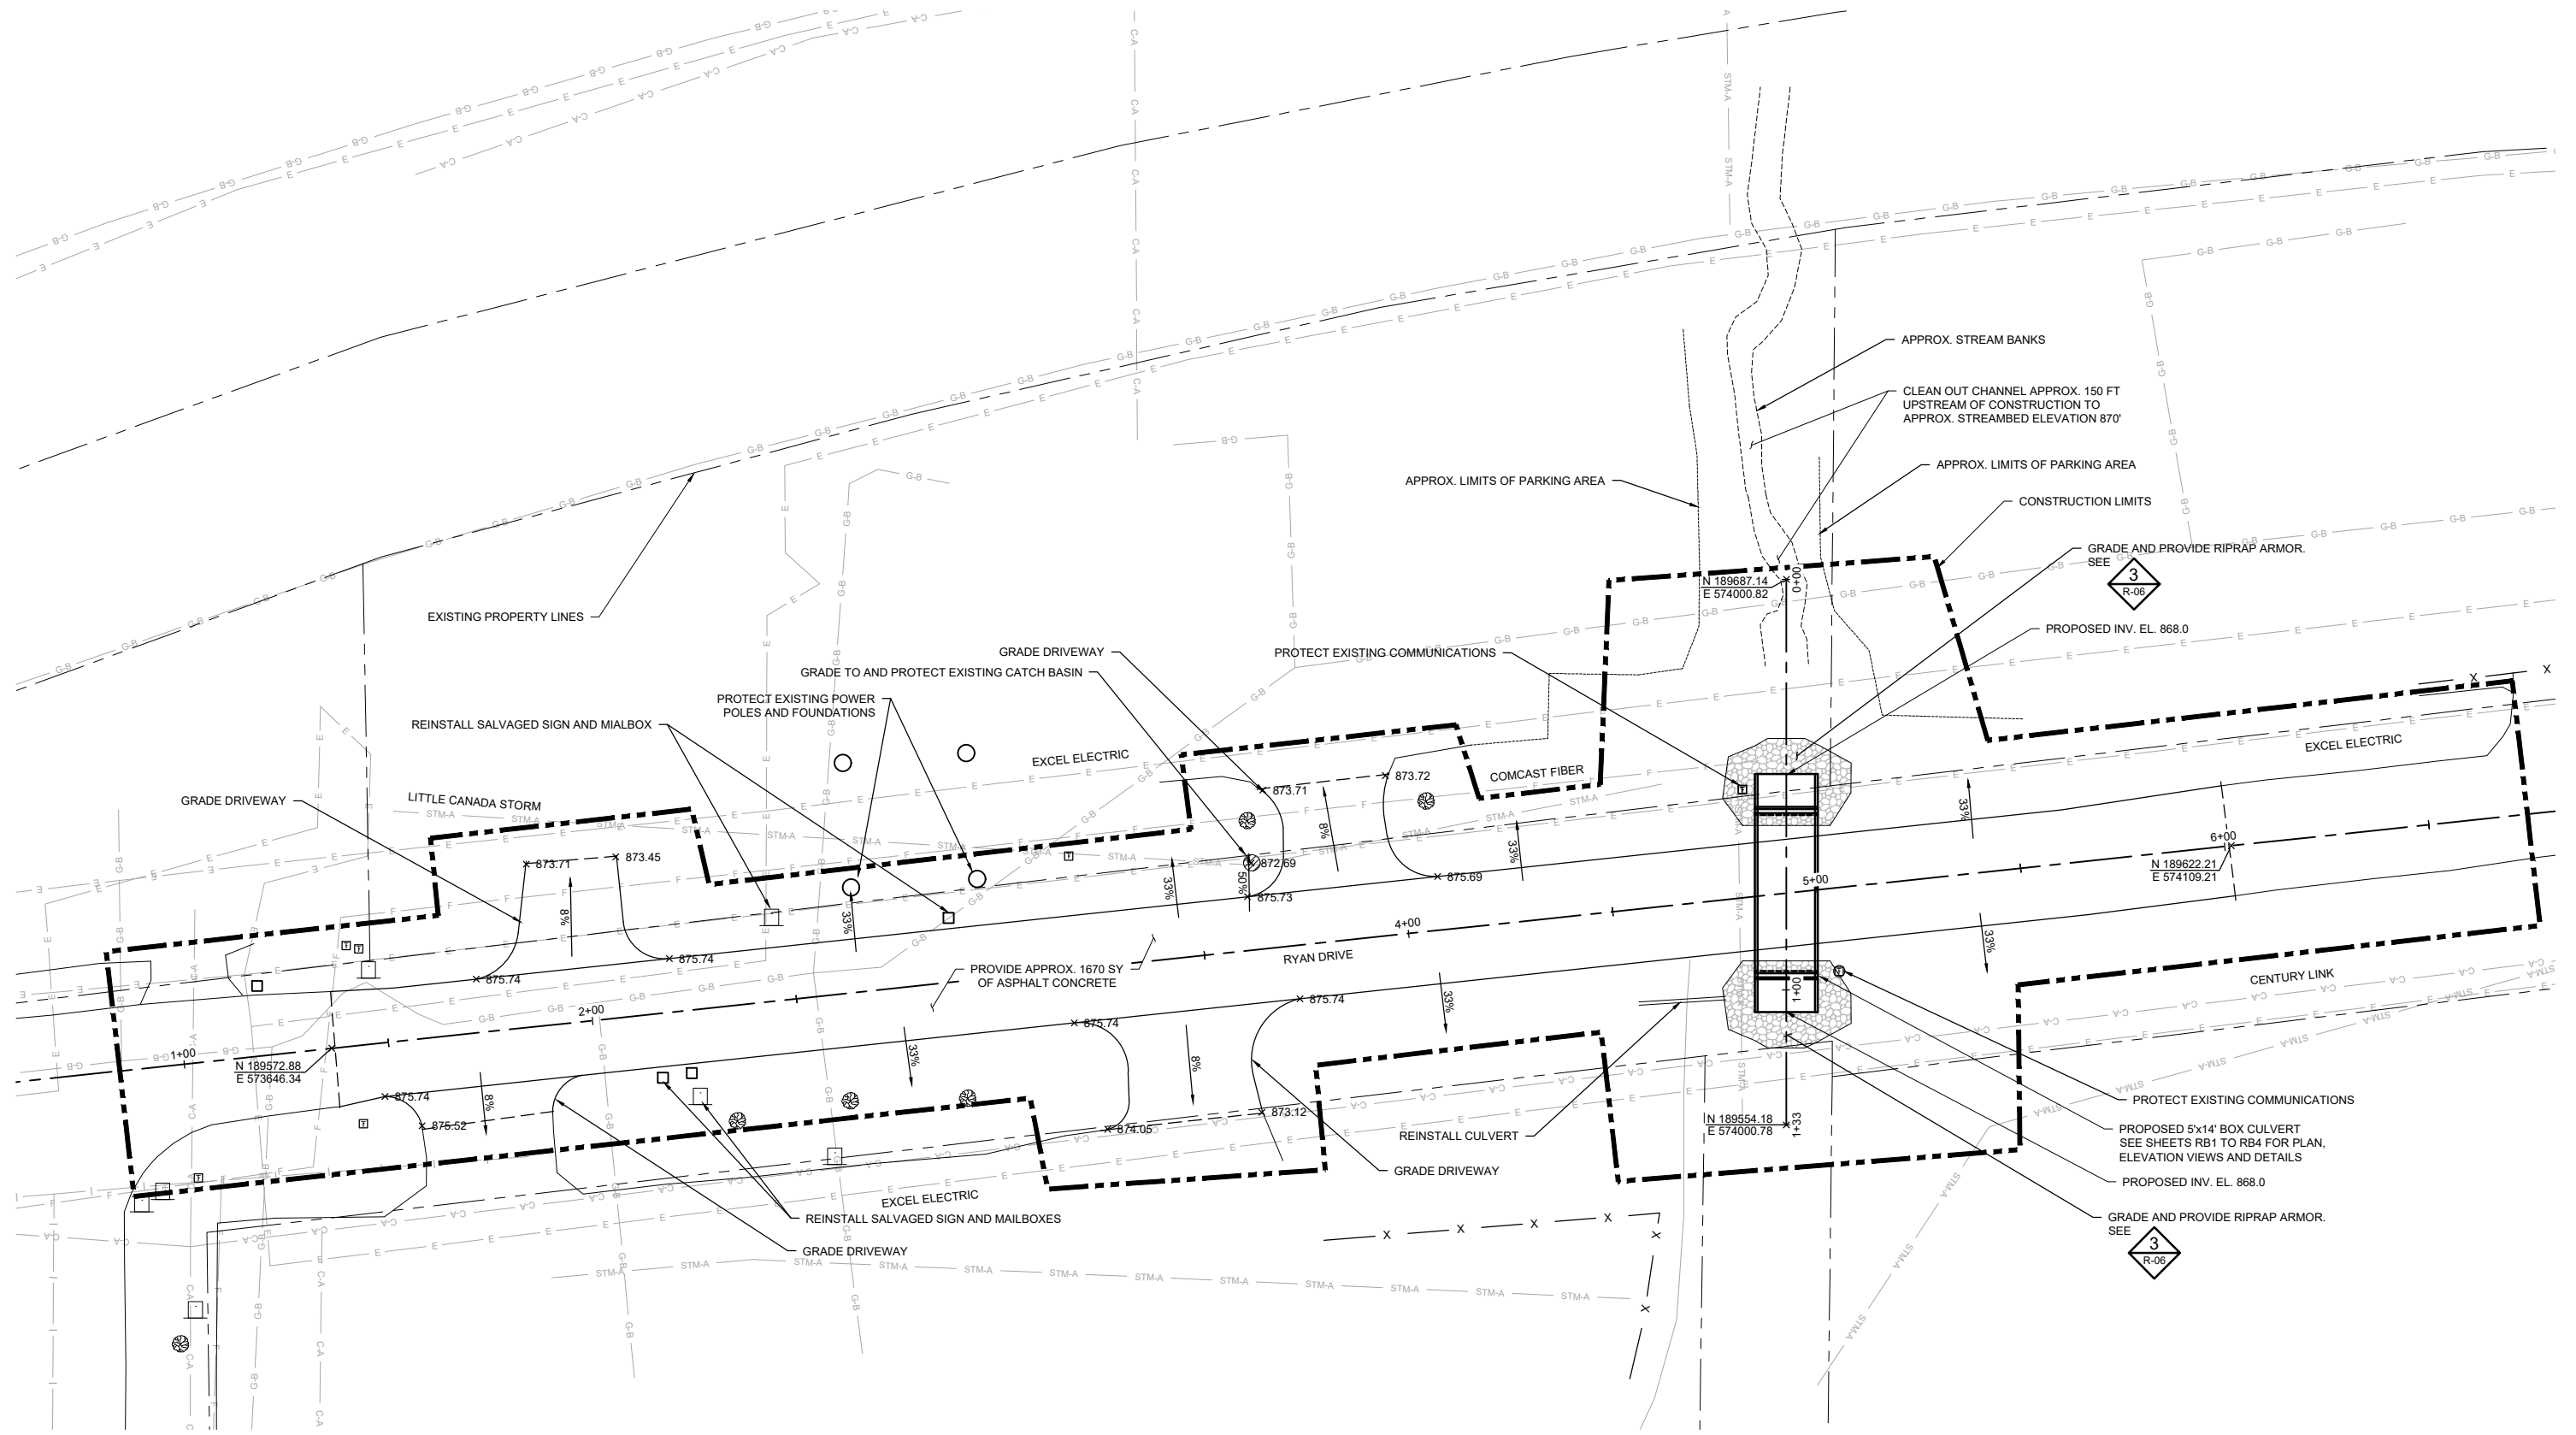 APPROX. STREAM BANKS
CLEAN OUT CHANNEL APPROX. 150 FT
UPSTREAM OF CONSTRUCTION TO
APPROX. STREAMBED ELEVATION 870'
APPROX. LIMITS OF PARKING AREA
APPROX. LIMITS OF PARKING AREA
CONSTRUCTION LIMITS
GRADE AND PROVIDE RIPRAP ARMOR.
SEE
3
R-06
N 189687.14
E 574000.82
0+00
EXISTING PROPERTY LINES
PROPOSED INV. EL. 868.0
GRADE DRIVEWAY
PROTECT EXISTING COMMUNICATIONS
GRADE TO AND PROTECT EXISTING CATCH BASIN
PROTECT EXISTING POWER
POLES AND FOUNDATIONS
REINSTALL SALVAGED SIGN AND MIALBOX
EXCEL ELECTRIC
COMCAST FIBER
EXCEL ELECTRIC
GRADE DRIVEWAY
LITTLE CANADA STORM
873.71
873.72
873.71
873.45
872.69
875.73
875.69
8%
8%
33%
33%
50%
33%
33%
6+00
N 189622.21
E 574109.21
5+00
4+00
RYAN DRIVE
875.74
875.74
PROVIDE APPROX. 1670 SY
OF ASPHALT CONCRETE
33%
CENTURY LINK
33%
1+00
2+00
875.74
875.74
1+00
N 189572.88
E 573646.34
33%
8%
8%
875.74
875.52
874.05
873.12
N 189554.18
E 574000.78
1+33
REINSTALL CULVERT
PROTECT EXISTING COMMUNICATIONS
PROPOSED 5'x14' BOX CULVERT
SEE SHEETS RB1 TO RB4 FOR PLAN,
ELEVATION VIEWS AND DETAILS
GRADE DRIVEWAY
PROPOSED INV. EL. 868.0
EXCEL ELECTRIC
REINSTALL SALVAGED SIGN AND MAILBOXES
GRADE DRIVEWAY
GRADE AND PROVIDE RIPRAP ARMOR.
SEE
3
R-06